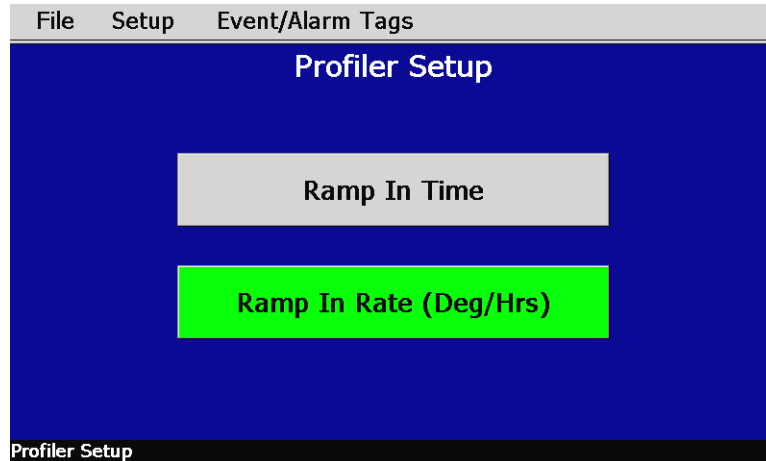 File Setup Event/Alarm Tags
Profiler Setup
Ramp In Time
Ramp In Rate (Deg/Hrs)
Profiler Setup